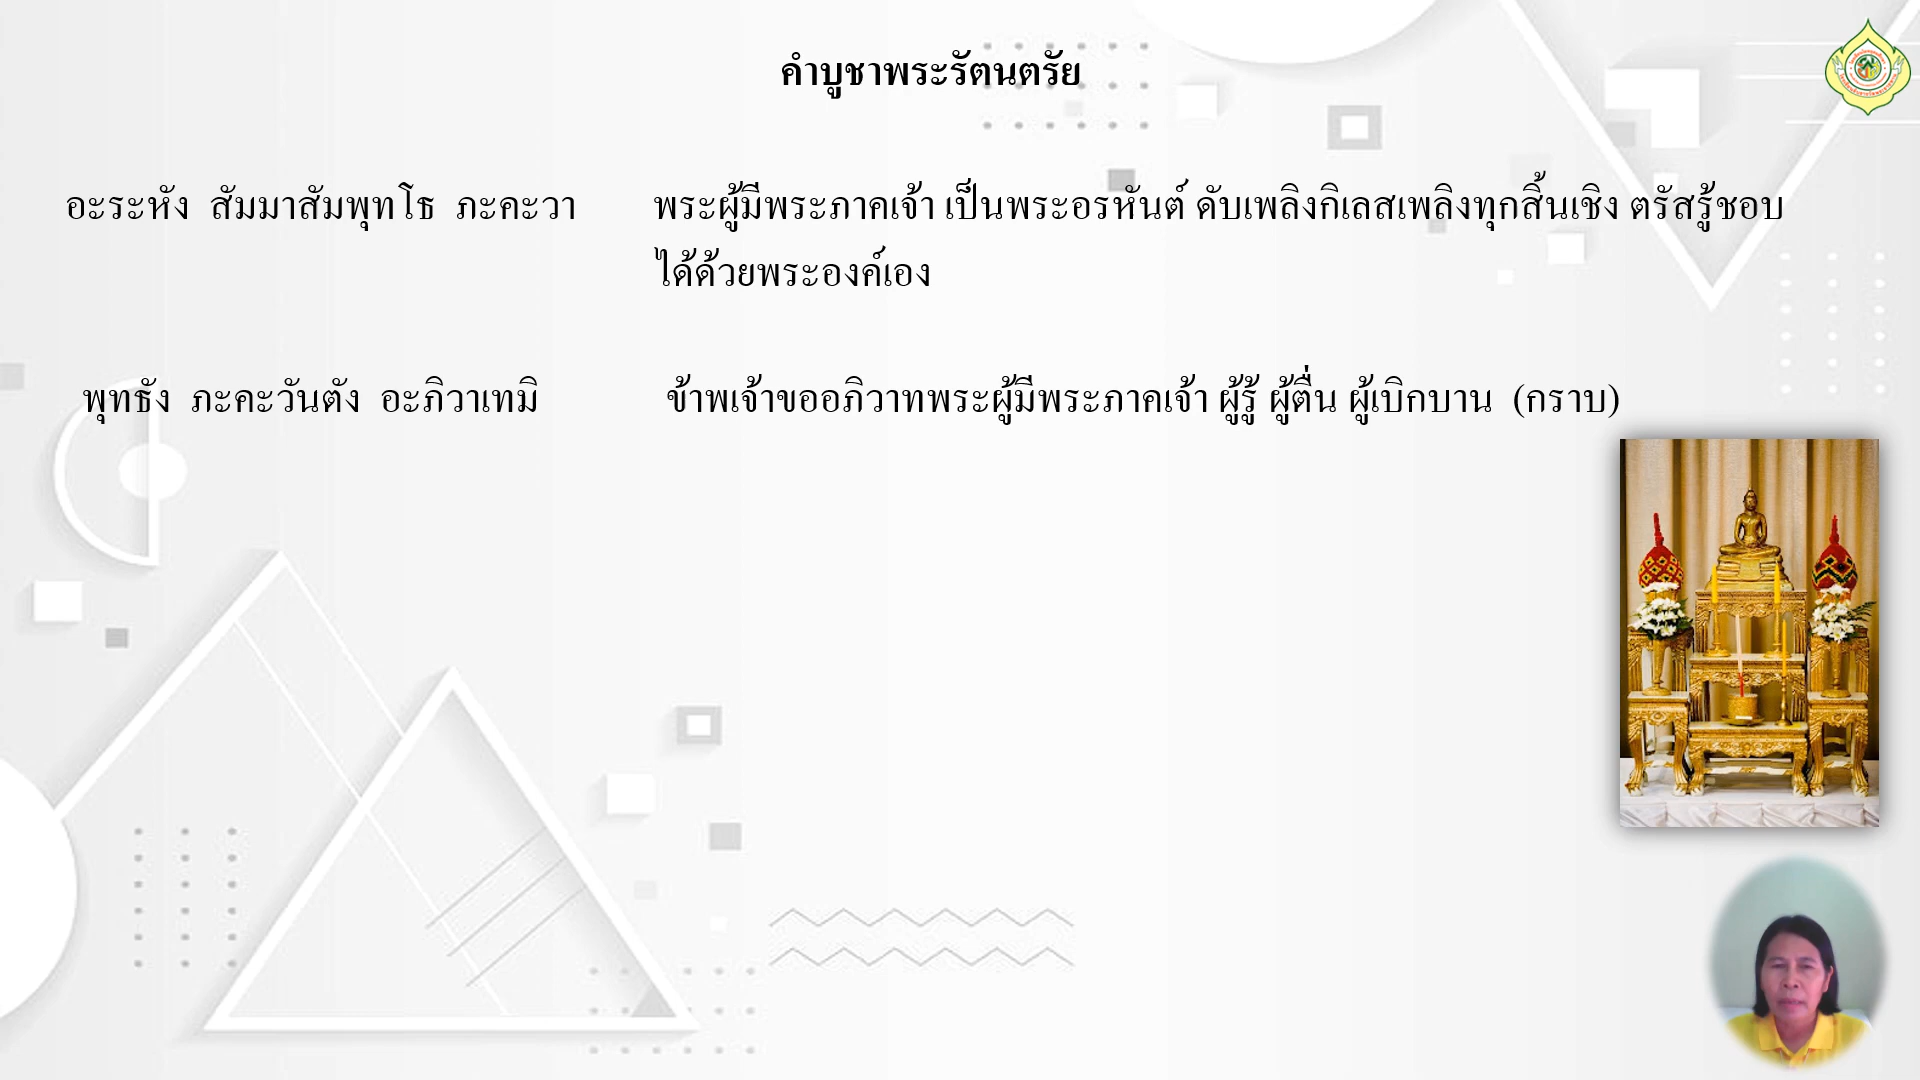 คำบูชาพระรัตนตรัย
อะระหัง สัมมาสัมพุทโธ ภะคะวา พระผู้มีพระภาคเจ้า เป็นพระอรหันต์ ดับเพลิงกิเลสเพลิงทุกสิ้นเชิง ตรัสรู้ชอบ
ได้ด้วยพระองค์เอง
พุทธัง ภะคะวันตัง อะภิวาเทมิ ข้าพเจ้าขออภิวาทพระผู้มีพระภาคเจ้า ผู้รู้ ผู้ตื่น ผู้เบิกบาน (กราบ)